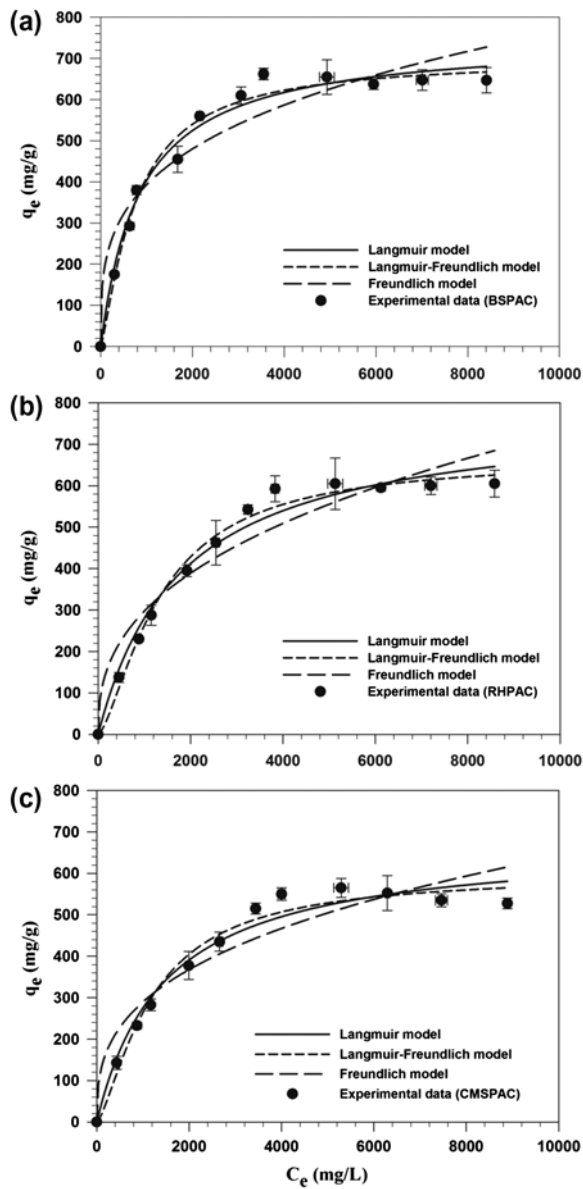 (a)
800
700
600
500
400
300
200
100
0
qe (mg/g)
Langmuir model
Langmuir-Freundlich model
Freundlich model
Experimental data (BSPAC)
0 2000 4000 6000 8000 10000
(b)
800
700
600
500
400
300
200
100
0
qe (mg/g)
Langmuir model
Langmuir-Freundlich model
Freundlich model
Experimental data (RHPAC)
0 2000 4000 6000 8000 10000
(c)
800
700
600
500
400
300
200
100
0
qe (mg/g)
Langmuir model
Langmuir-Freundlich model
Freundlich model
Experimental data (CMSPAC)
0 2000 4000 6000 8000 10000
Ce (mg/L)